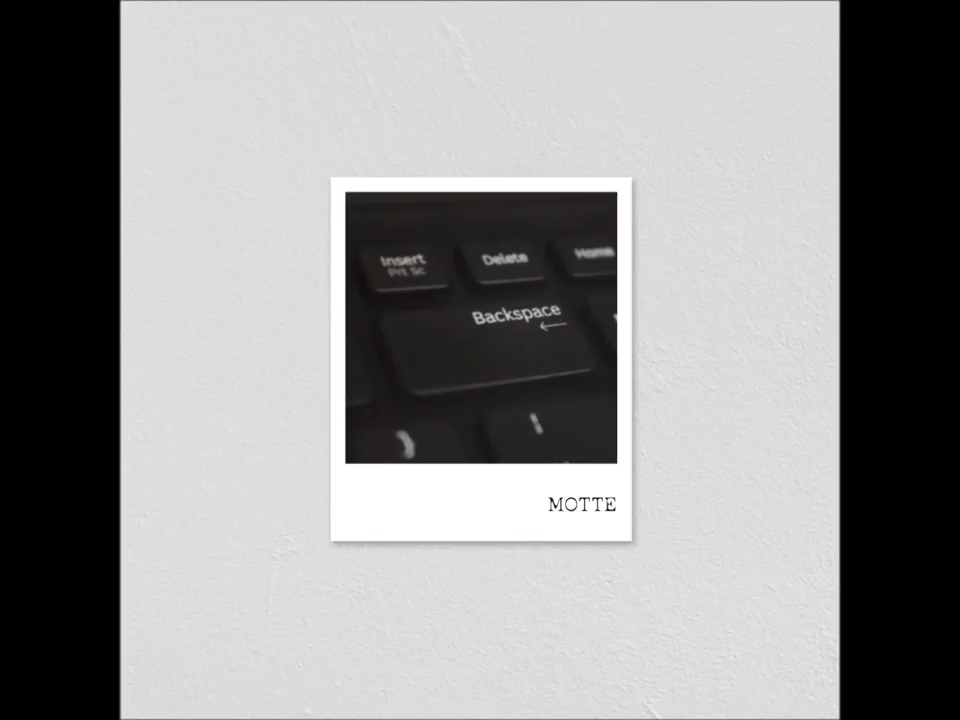 Insert Delete Home
Prt Sc
Backspace
←
}
|
MOTTE